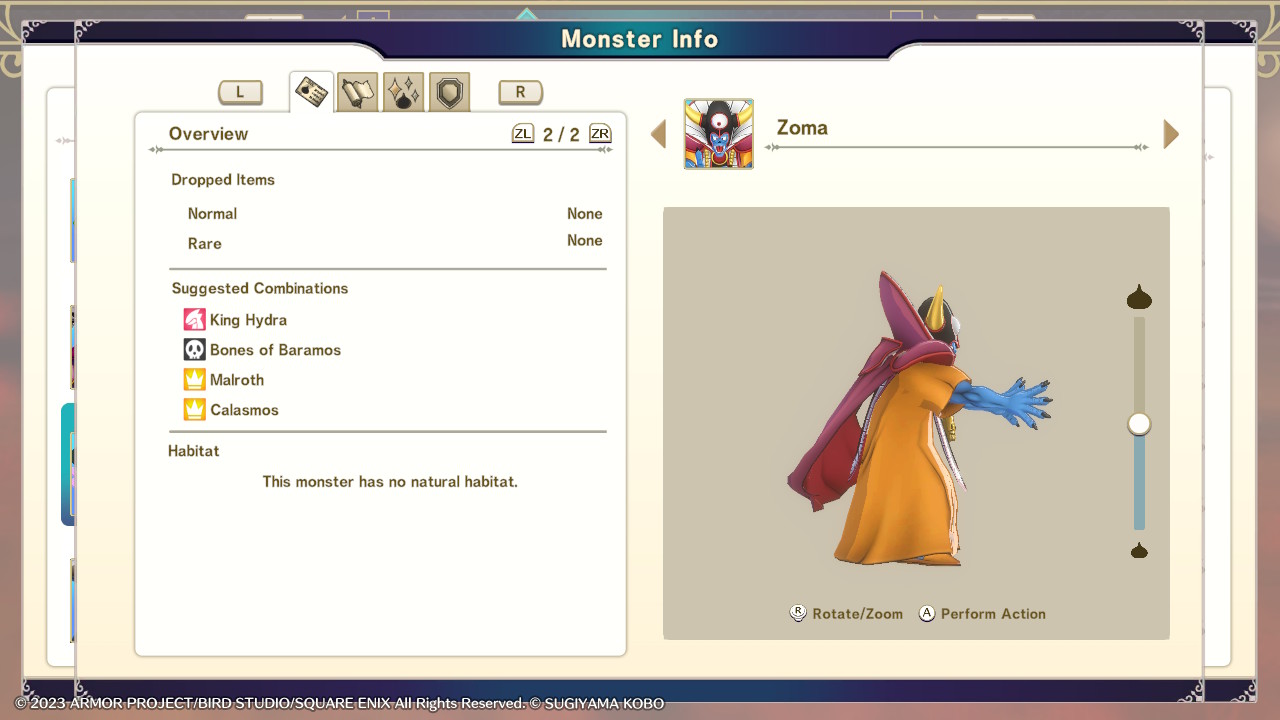 Monster Info
L
R
Overview
ZL 2 / 2 ZR
Dropped Items
Normal None
Rare None
Suggested Combinations
King Hydra
Bones of Baramos
Malroth
Calasmos
Habitat
This monster has no natural habitat.
Zoma
R Rotate/Zoom A Perform Action
© 2023 ARMOR PROJECT/BIRD STUDIO/SQUARE ENIX All Rights Reserved. © SUGIYAMA KOBO